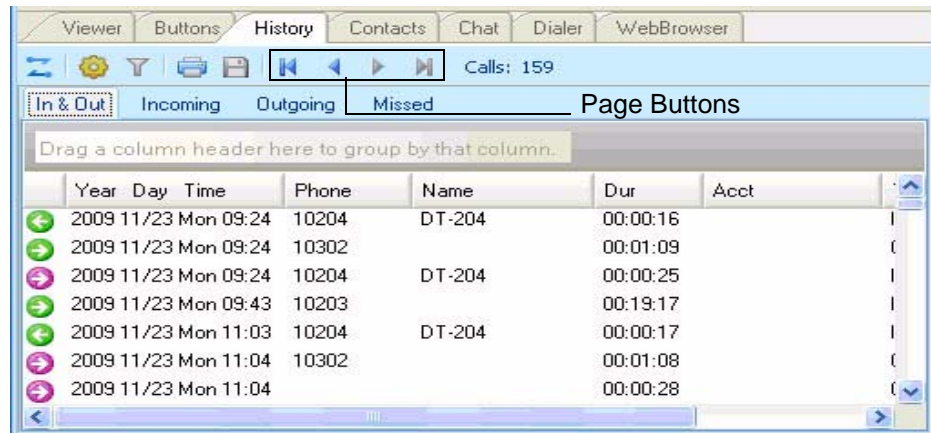 Viewer Buttons History Contacts Chat Dialer WebBrowser
Calls: 159
In & Out Incoming Outgoing Missed Page Buttons
Drag a column header here to group by that column.
Year Day Time Phone Name Dur Acct
2009 11/23 Mon 09:24 10204 DT-204 00:00:16
2009 11/23 Mon 09:24 10302 00:01:09
2009 11/23 Mon 09:24 10204 DT-204 00:00:25
2009 11/23 Mon 09:43 10203 00:19:17
2009 11/23 Mon 11:03 10204 DT-204 00:00:17
2009 11/23 Mon 11:04 10302 00:01:08
2009 11/23 Mon 11:04 00:00:28